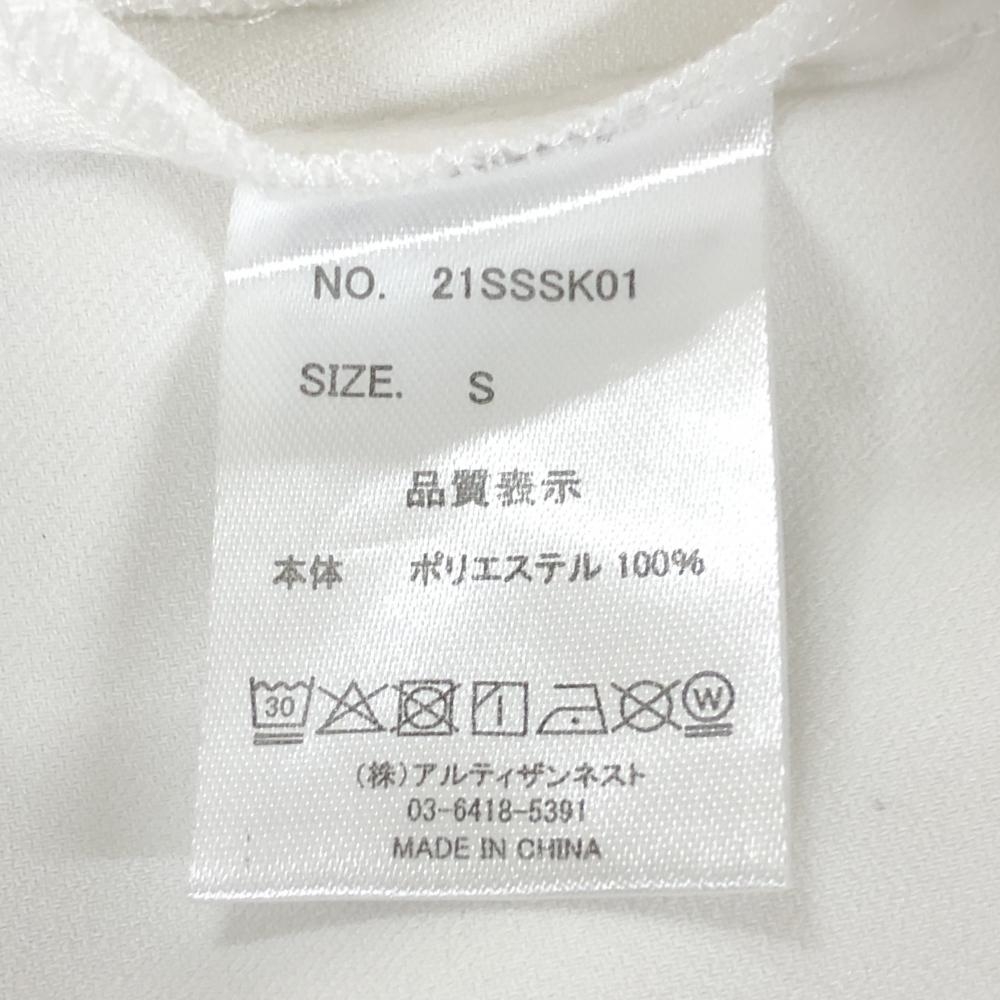 NO. 21SSSK01
SIZE. S
品質表示
本体 ポリエステル 100%
30 W
(株)アルティザンネスト
03-6418-5391
MADE IN CHINA